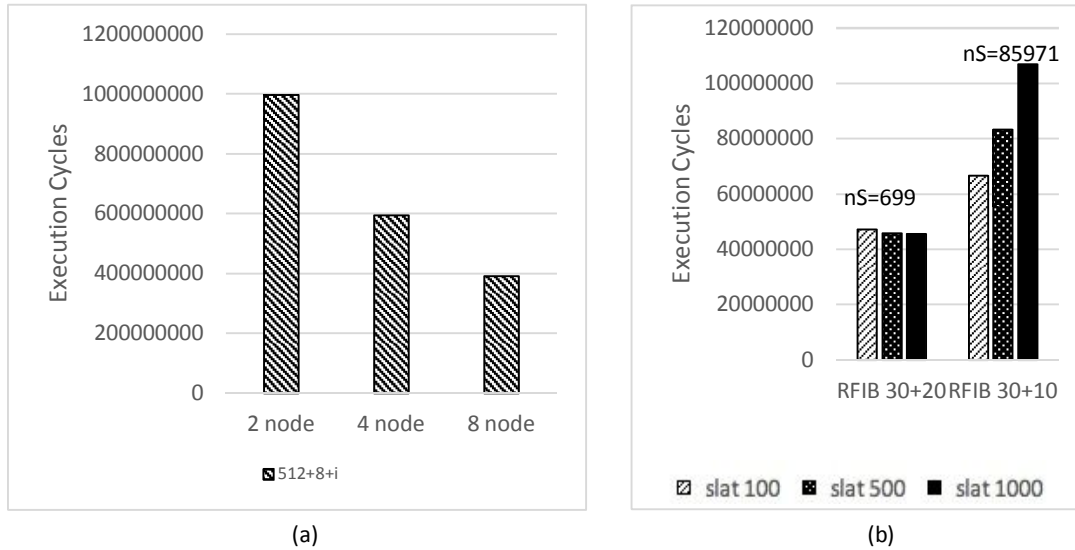 1200000000
1000000000
800000000
600000000
400000000
200000000
0
Execution Cycles
2 node 4 node 8 node
512+8+i
(a)
120000000
100000000
80000000
60000000
40000000
20000000
0
Execution Cycles
nS=85971
nS=699
RFIB 30+20 RFIB 30+10
slat 100 slat 500 slat 1000
(b)